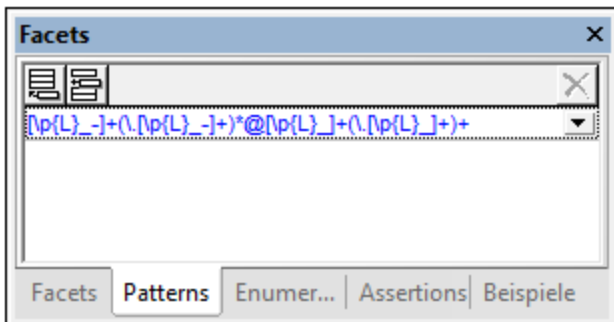 Facets
[\p{L}_-]+(\.[\p{L}_-]+)*@[\p{L}_]+(\.[\p{L}_]+)+
Facets Patterns Enumer... Assertions Beispiele